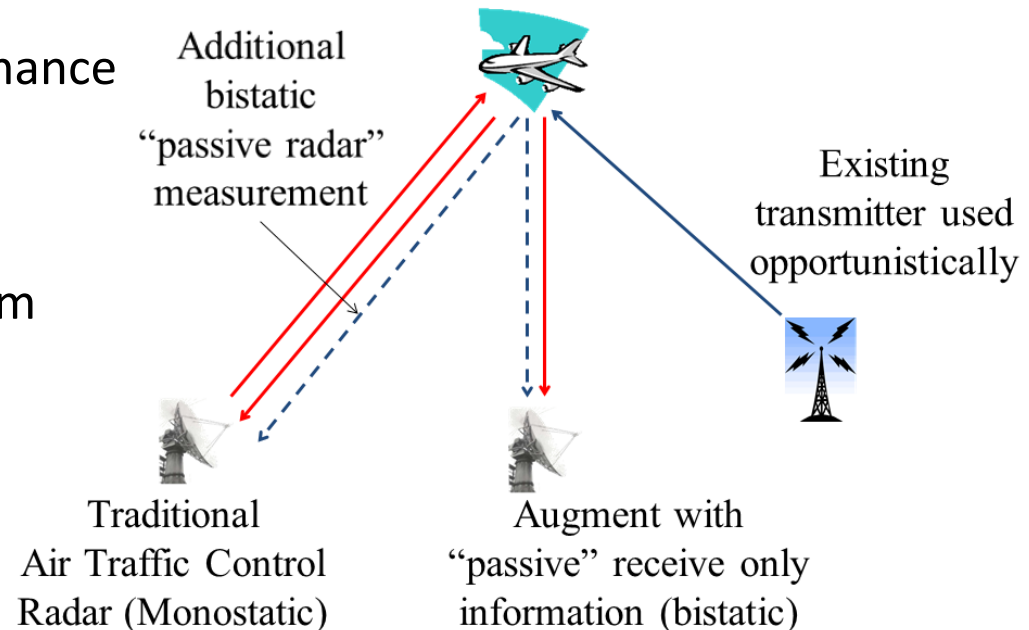 Additional
bistatic
“passive radar”
measurement
Existing
transmitter used
opportunistically
Traditional
Air Traffic Control
Radar (Monostatic)
Augment with
“passive” receive only
information (bistatic)